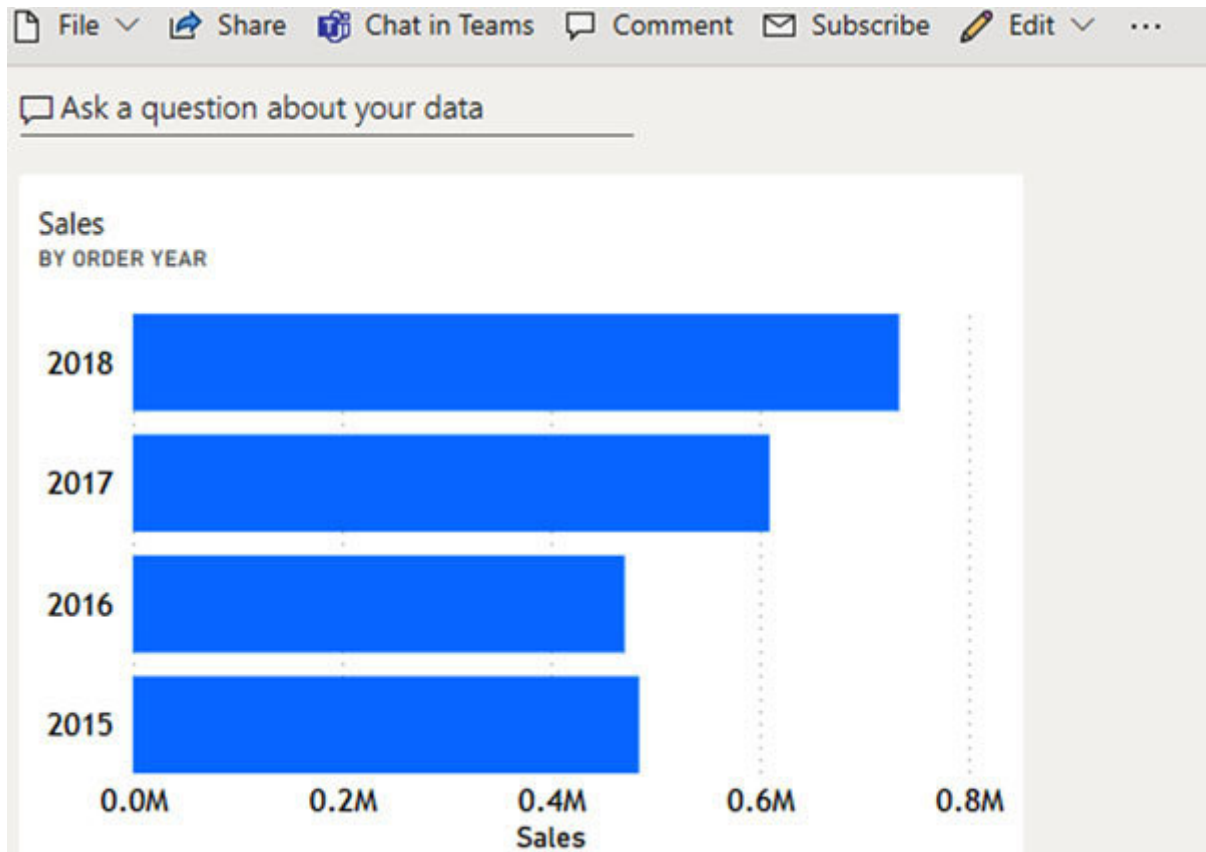 File Share Chat in Teams Comment Subscribe Edit ...
Ask a question about your data
Sales
BY ORDER YEAR
2018
2017
2016
2015
0.0M 0.2M 0.4M 0.6M 0.8M
Sales